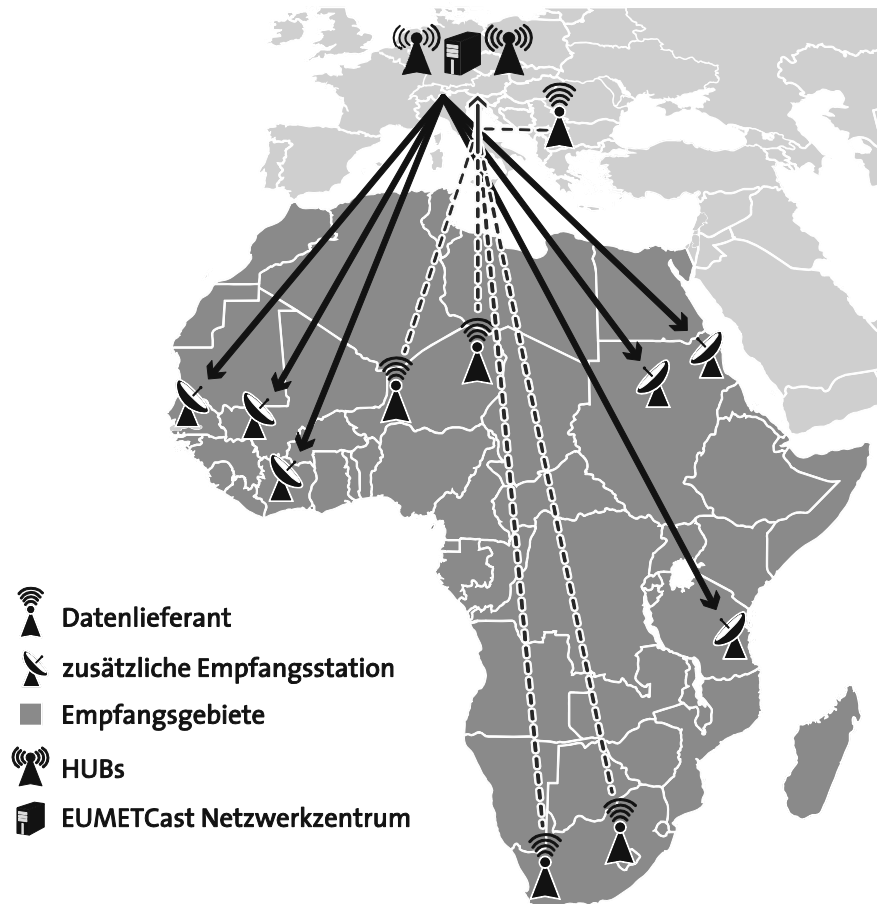 Datenlieferant
zusätzliche Empfangsstation
Empfangsgebiete
HUBs
EUMETCast Netzwerkzentrum